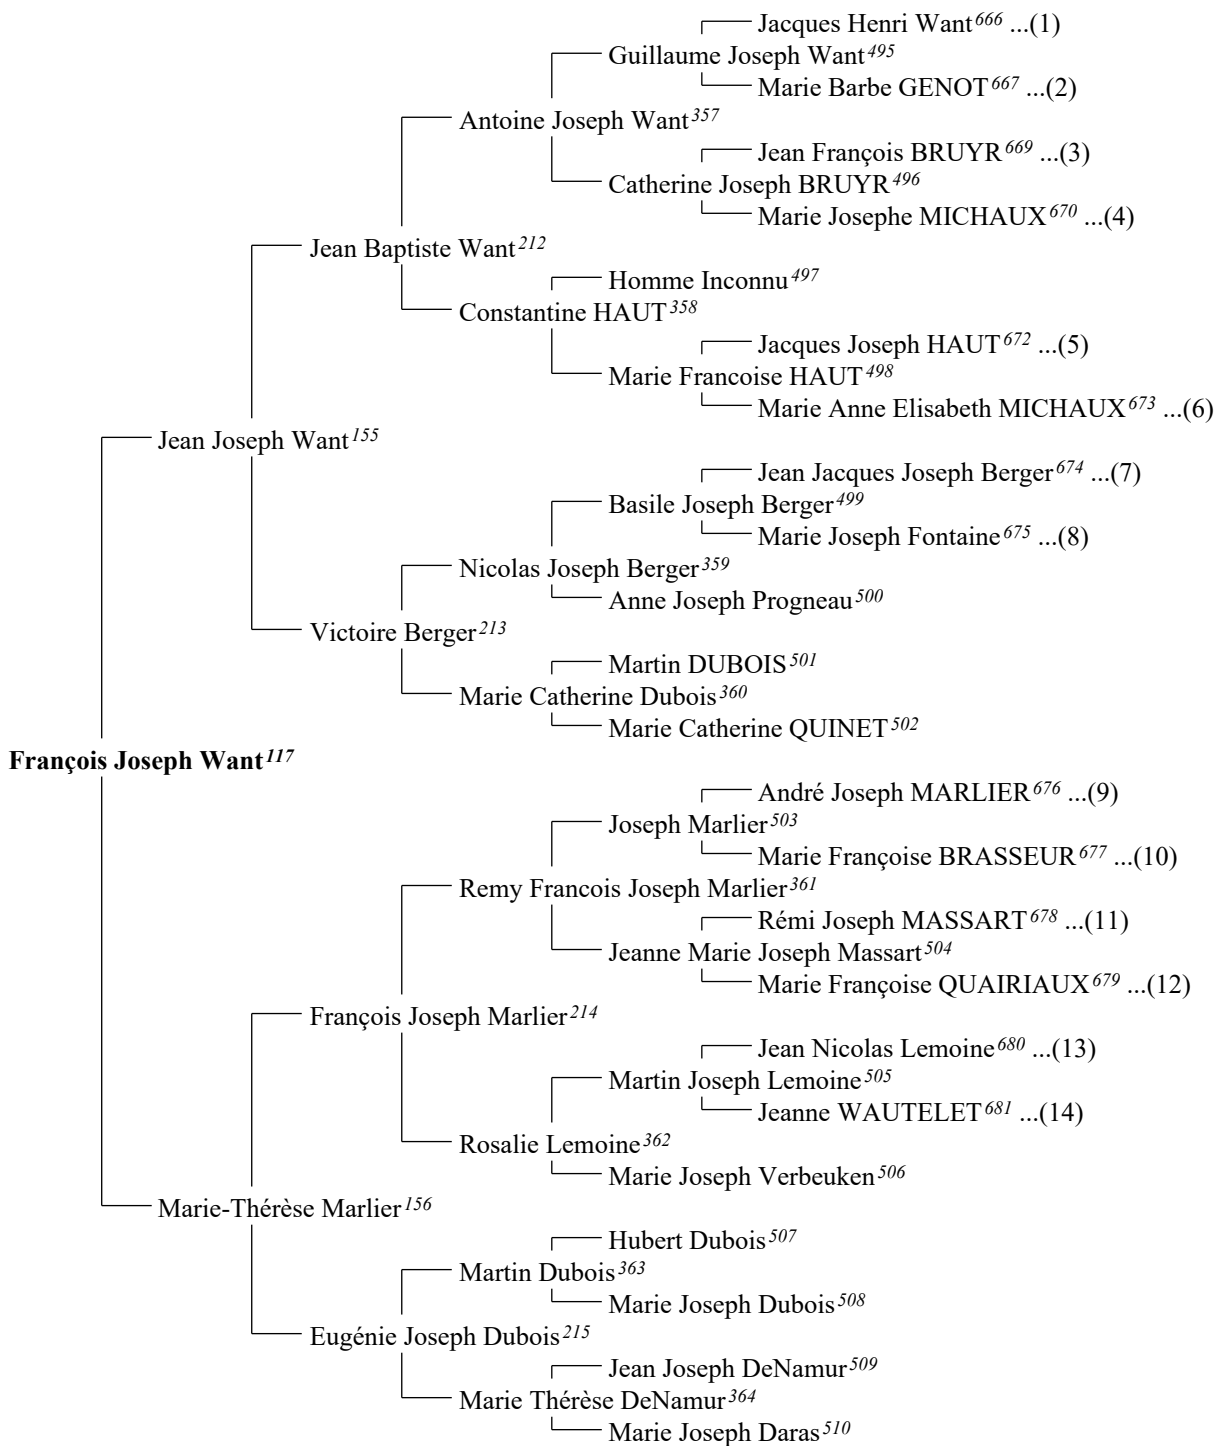 Jacques Henri Want666 ...(1)
Guillaume Joseph Want495
Marie Barbe GENOT667 ...(2)
Antoine Joseph Want357
Jean François BRUYR669 ...(3)
Catherine Joseph BRUYR496
Marie Josephe MICHAUX670 ...(4)
Jean Baptiste Want212
Homme Inconnu497
Constantine HAUT358
Jacques Joseph HAUT672 ...(5)
Marie Francoise HAUT498
Marie Anne Elisabeth MICHAUX673 ...(6)
Jean Joseph Want155
Jean Jacques Joseph Berger674 ...(7)
Basile Joseph Berger499
Marie Joseph Fontaine675 ...(8)
Nicolas Joseph Berger359
Anne Joseph Progneau500
Victoire Berger213
Martin DUBOIS501
Marie Catherine Dubois360
Marie Catherine QUINET502
François Joseph Want117
André Joseph MARLIER676 ...(9)
Joseph Marlier503
Marie Françoise BRASSEUR677 ...(10)
Remy Francois Joseph Marlier361
Rémi Joseph MASSART678 ...(11)
Jeanne Marie Joseph Massart504
Marie Françoise QUAIRIAUX679 ...(12)
François Joseph Marlier214
Jean Nicolas Lemoine680 ...(13)
Martin Joseph Lemoine505
Jeanne WAUTELET681 ...(14)
Rosalie Lemoine362
Marie Joseph Verbeuken506
Marie-Thérèse Marlier156
Hubert Dubois507
Martin Dubois363
Marie Joseph Dubois508
Eugénie Joseph Dubois215
Jean Joseph DeNamur509
Marie Thérèse DeNamur364
Marie Joseph Daras510